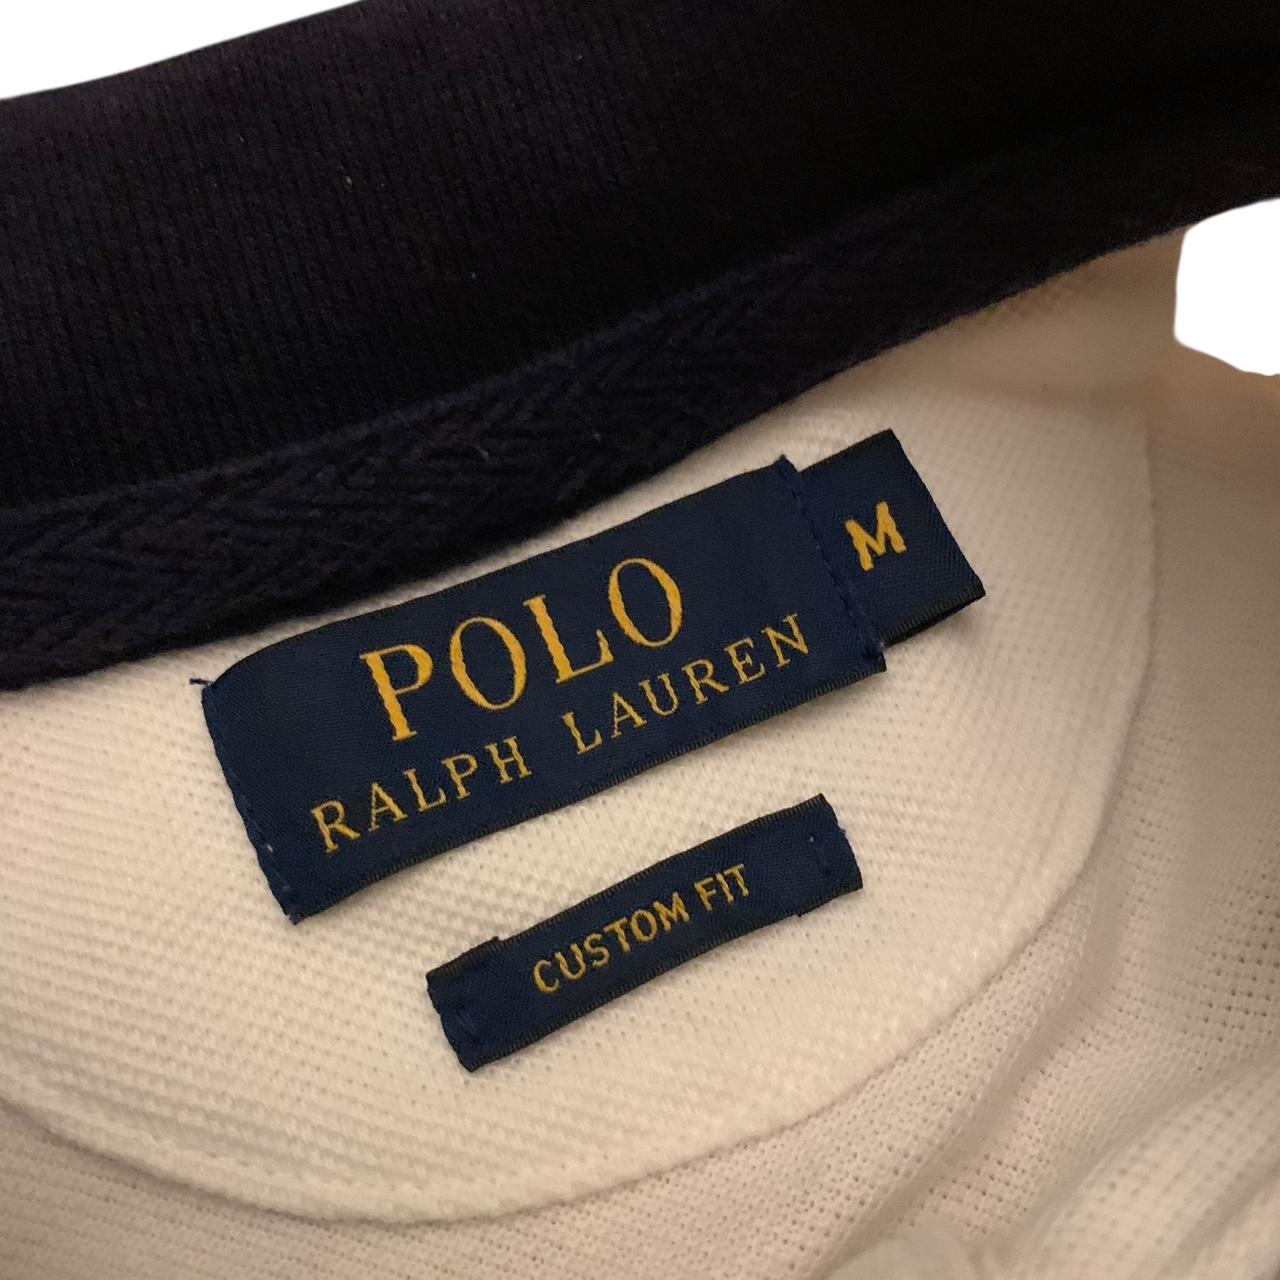 POLO
RALPH LAUREN
M
CUSTOM FIT